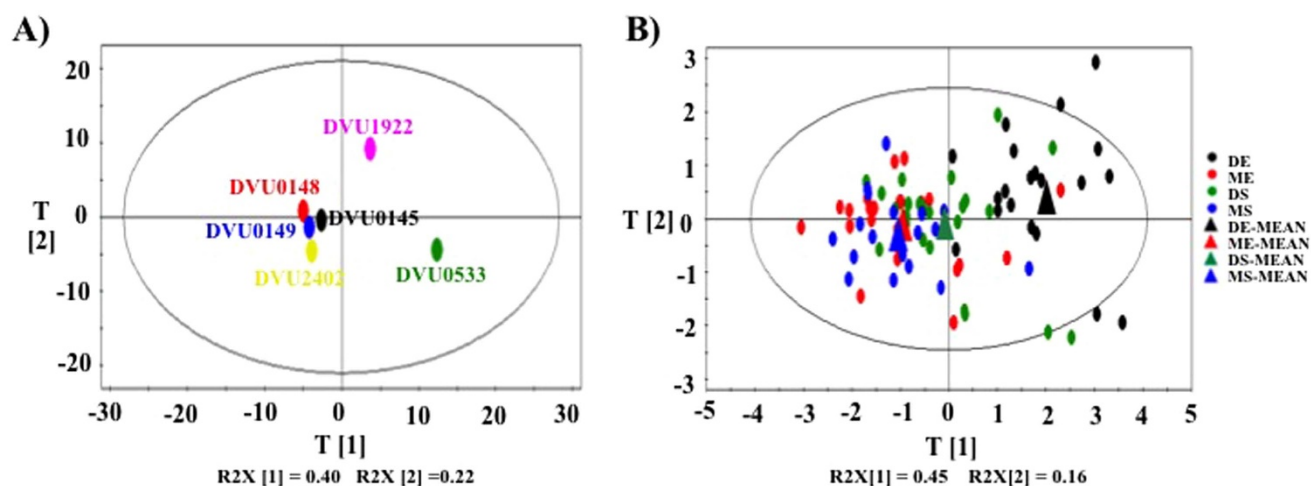 A)
20
10
0
-10
-20
T
[2]
DVU1922
DVU0148
DVU0145
DVU0149
DVU2402
DVU0533
-30 -20 -10 0 10 20 30
T [1]
R2X [1] = 0.40 R2X [2] =0.22
B)
3
2
1
0
-1
-2
-3
T [2]
-5 -4 -2 -1 0 1 2 3 4 5
T [1]
R2X[1] = 0.45 R2X[2] = 0.16
DE
ME
DS
MS
DE-MEAN
ME-MEAN
DS-MEAN
MS-MEAN